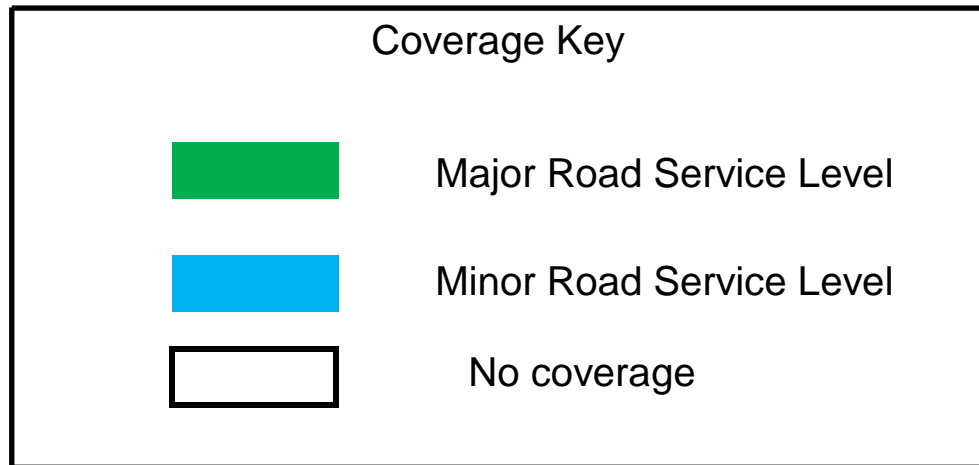 Coverage Key
Major Road Service Level
Minor Road Service Level
No coverage